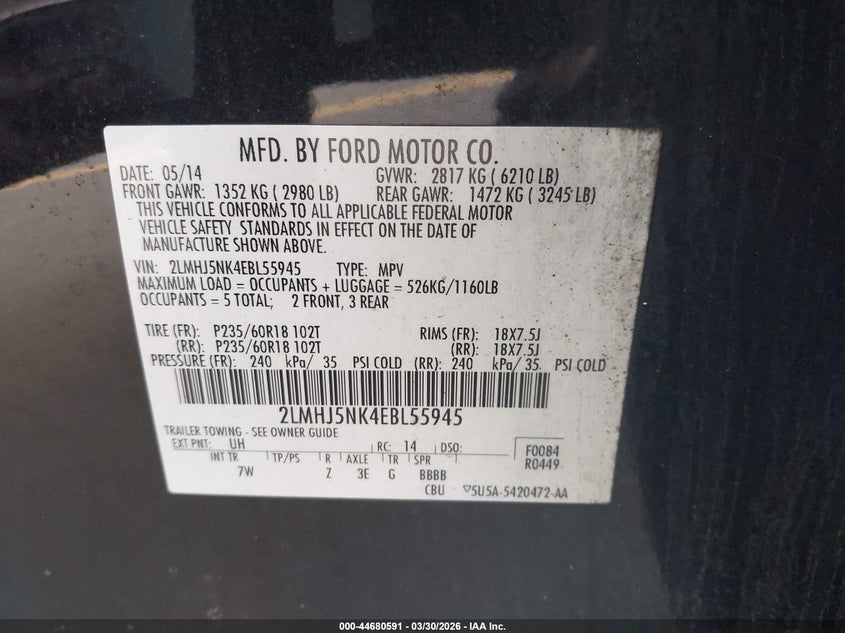 MFD. BY FORD MOTOR CO.
DATE: 05/14 GVWR: 2817 KG ( 6210 LB)
FRONT GAWR: 1352 KG ( 2980 LB) REAR GAWR: 1472 KG ( 3245 LB)
THIS VEHICLE CONFORMS TO ALL APPLICABLE FEDERAL MOTOR
VEHICLE SAFETY STANDARDS IN EFFECT ON THE DATE OF
MANUFACTURE SHOWN ABOVE.
VIN: 2LMHJ5NK4EBL55945 TYPE: MPV
MAXIMUM LOAD = OCCUPANTS + LUGGAGE = 526KG/1160LB
OCCUPANTS = 5 TOTAL; 2 FRONT, 3 REAR
TIRE (FR): P235/60R18 102T RIMS (FR): 18X7.5J
(RR): P235/60R18 102T (RR): 18X7.5J
PRESSURE (FR): 240 kPa/ 35 PSI COLD (RR): 240 kPa/ 35 PSI COLD
2LMHJ5NK4EBL55945
TRAILER TOWING - SEE OWNER GUIDE
EXT PNT: UH RC: 14 DSO: F0084
INT TR TP/PS R AXLE TR SPR R0449
7W Z 3E G BBBB
CBU ▽5U5A-5420472-AA
000-44680591 - 03/30/2026 - IAA Inc.